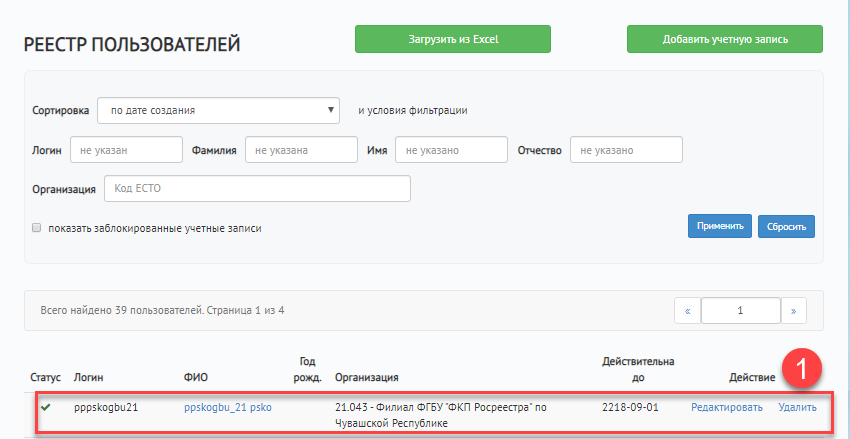 РЕЕСТР ПОЛЬЗОВАТЕЛЕЙ Загрузить из Excel Добавить учетную запись
Сортировка по дате создания и условия фильтрации
Логин не указан Фамилия не указана Имя не указано Отчество не указано
Организация Код ЕСТО
показать заблокированные учетные записи Применить Сбросить
Всего найдено 39 пользователей. Страница 1 из 4 « 1 »
Статус Логин ФИО Год рожд. Организация Действительна до Действие 1
pppskogbu21 ppskogbu_21 psko 21.043 - Филиал ФГБУ "ФКП Росреестра" по 2218-09-01 Редактировать Удалить
Чувашской Республике